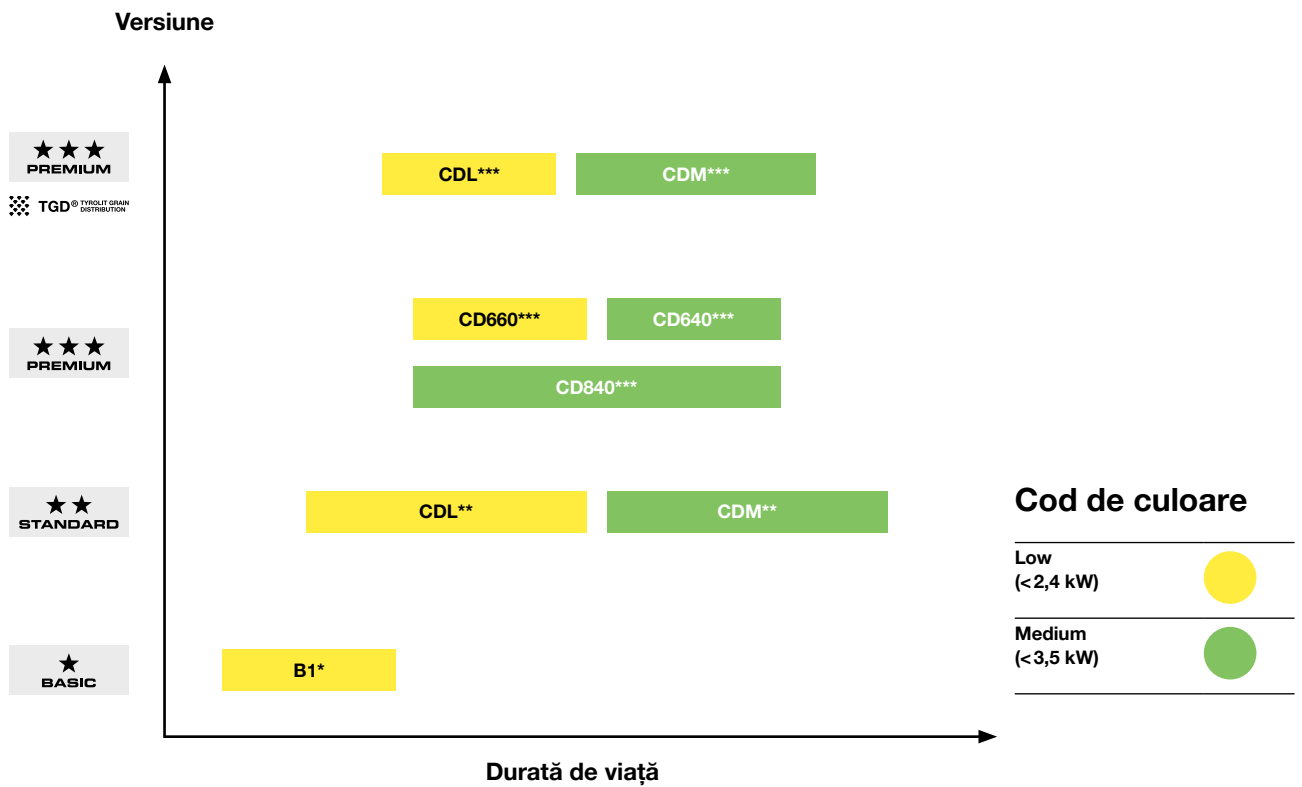 Versiune
PREMIUM
TGD® TYROLIT GRAIN
DISTRIBUTION
CDL***
CDM***
PREMIUM
CD660***
CD640***
CD840***
STANDARD
CDL**
CDM**
BASIC
B1*
Durată de viață
Cod de culoare
Low
(<2,4 kW)
Medium
(<3,5 kW)